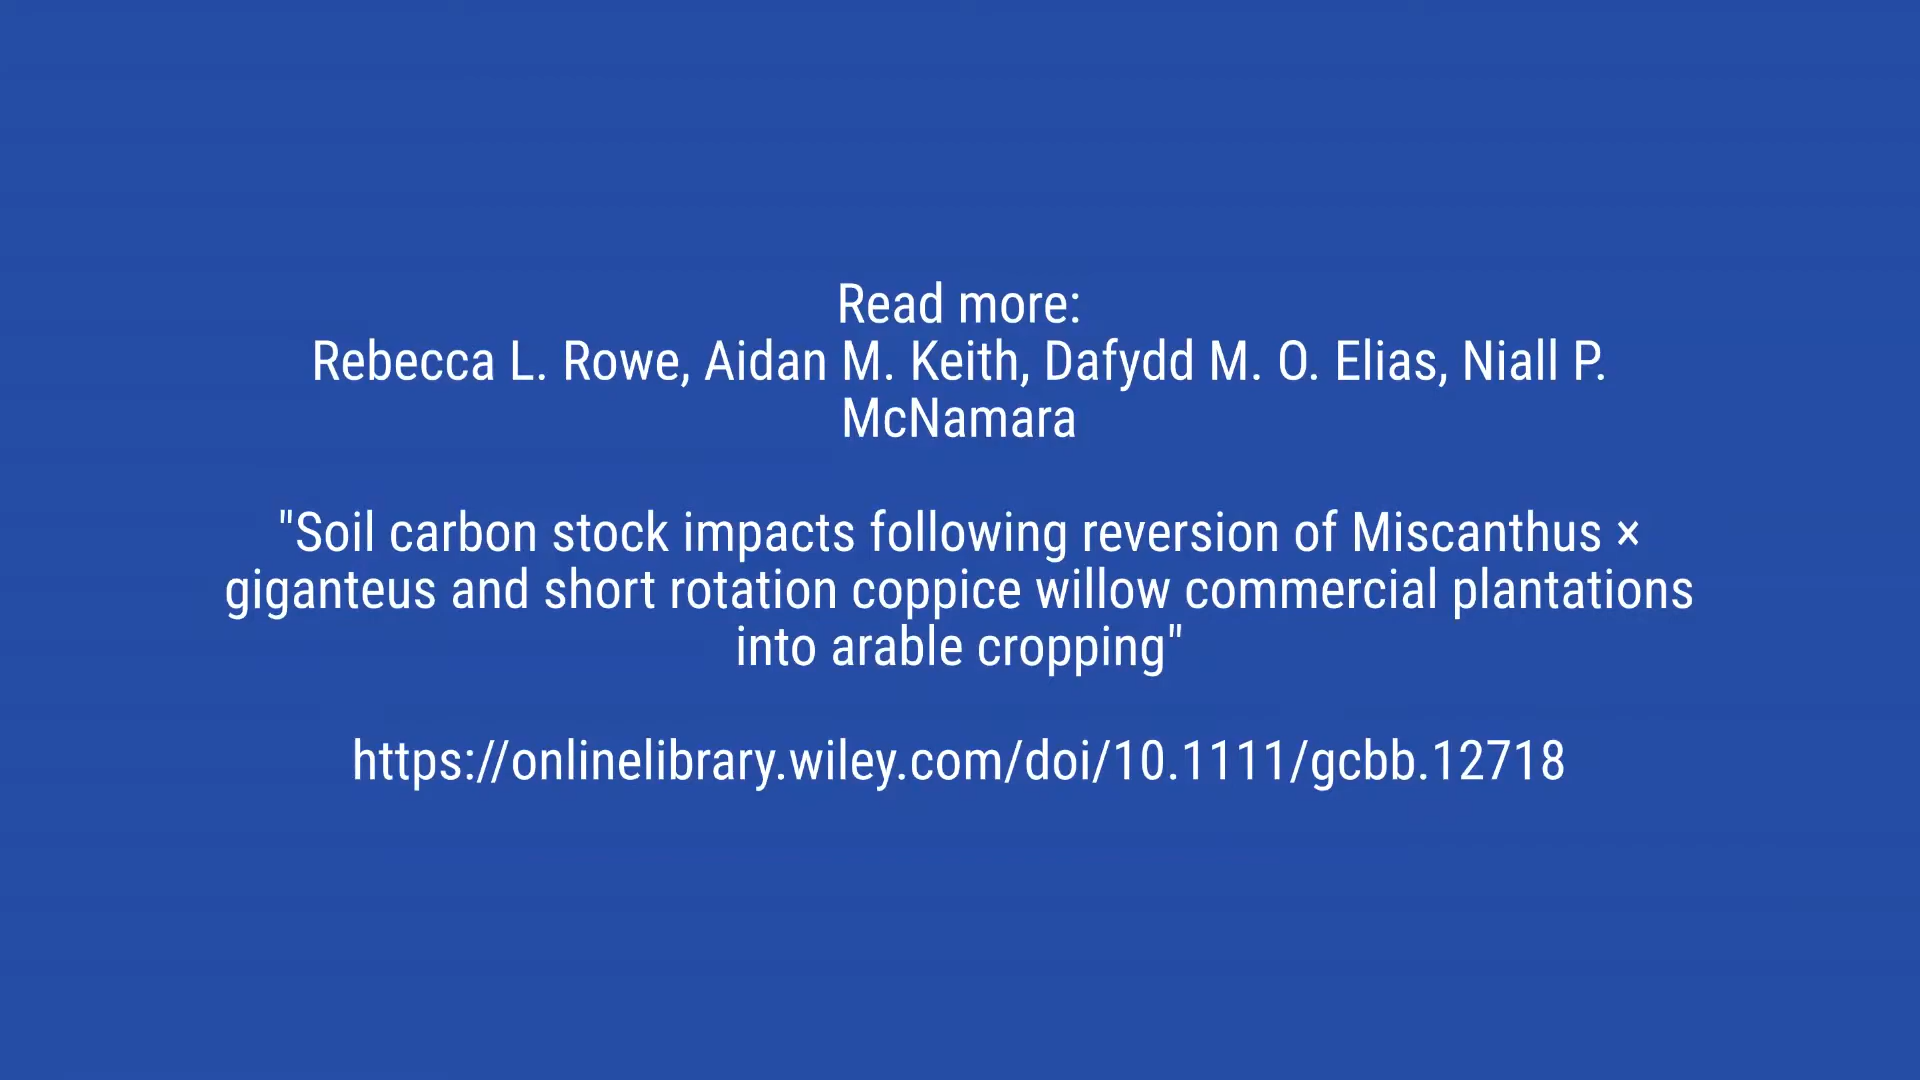 Read more:
Rebecca L. Rowe, Aidan M. Keith, Dafydd M. O. Elias, Niall P.
McNamara
"Soil carbon stock impacts following reversion of Miscanthus ×
giganteus and short rotation coppice willow commercial plantations
into arable cropping"
https://onlinelibrary.wiley.com/doi/10.1111/gcbb.12718